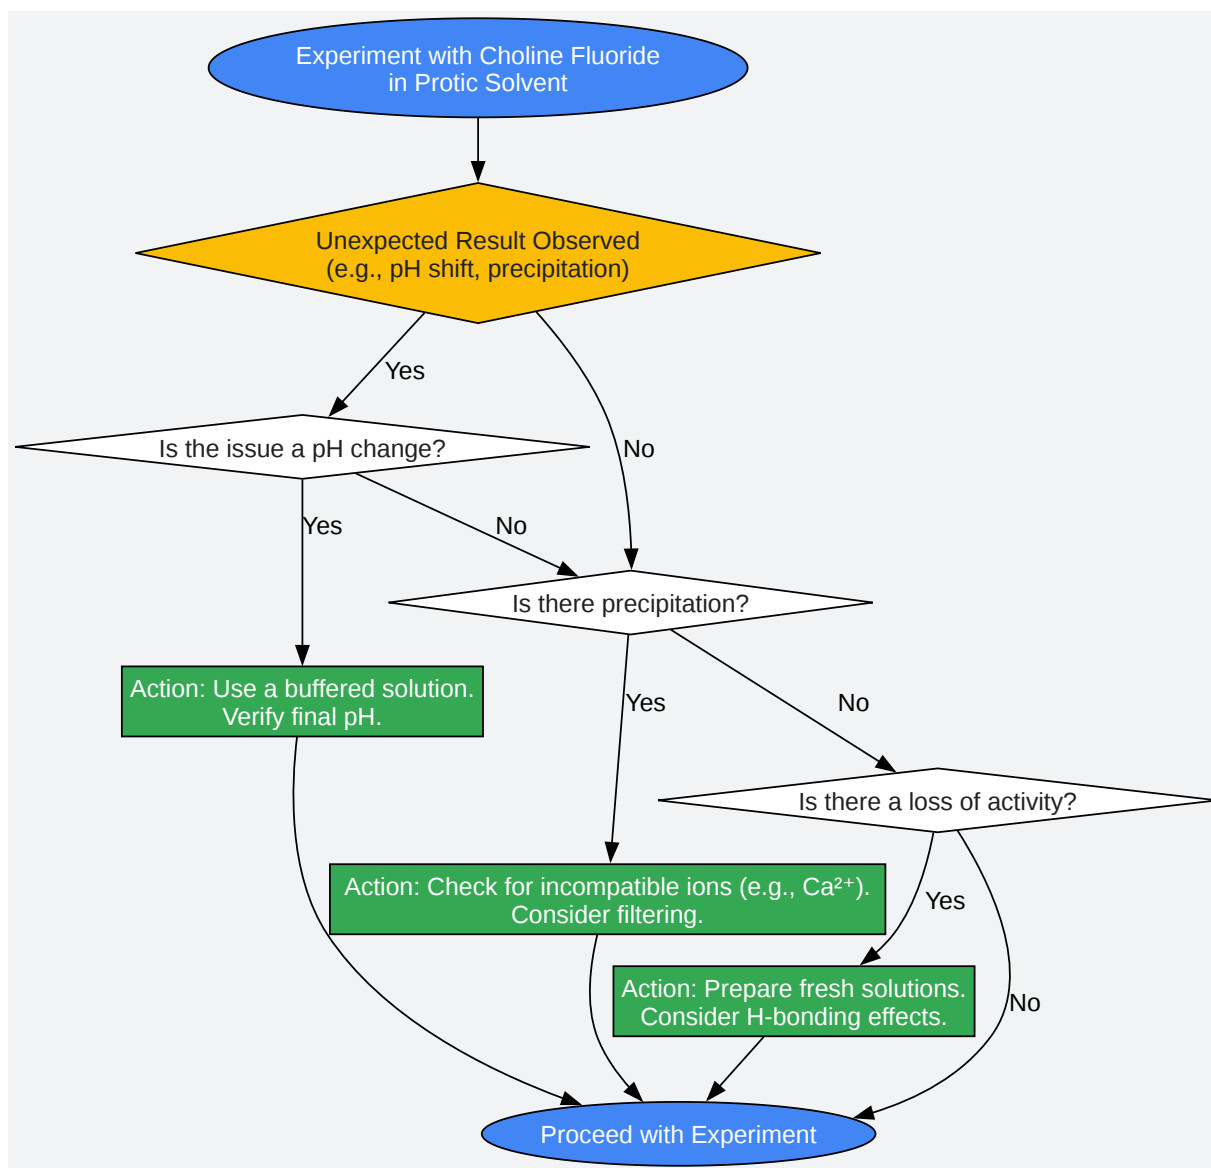 Experiment with Choline Fluoride
in Protic Solvent
Unexpected Result Observed
(e.g., pH shift, precipitation)
Yes
No
Is the issue a pH change?
Yes
No
Is there precipitation?
Action: Use a buffered solution.
Verify final pH.
Yes
No
Is there a loss of activity?
Action: Check for incompatible ions (e.g., Ca²⁺).
Consider filtering.
Yes
Action: Prepare fresh solutions.
Consider H-bonding effects.
No
Proceed with Experiment